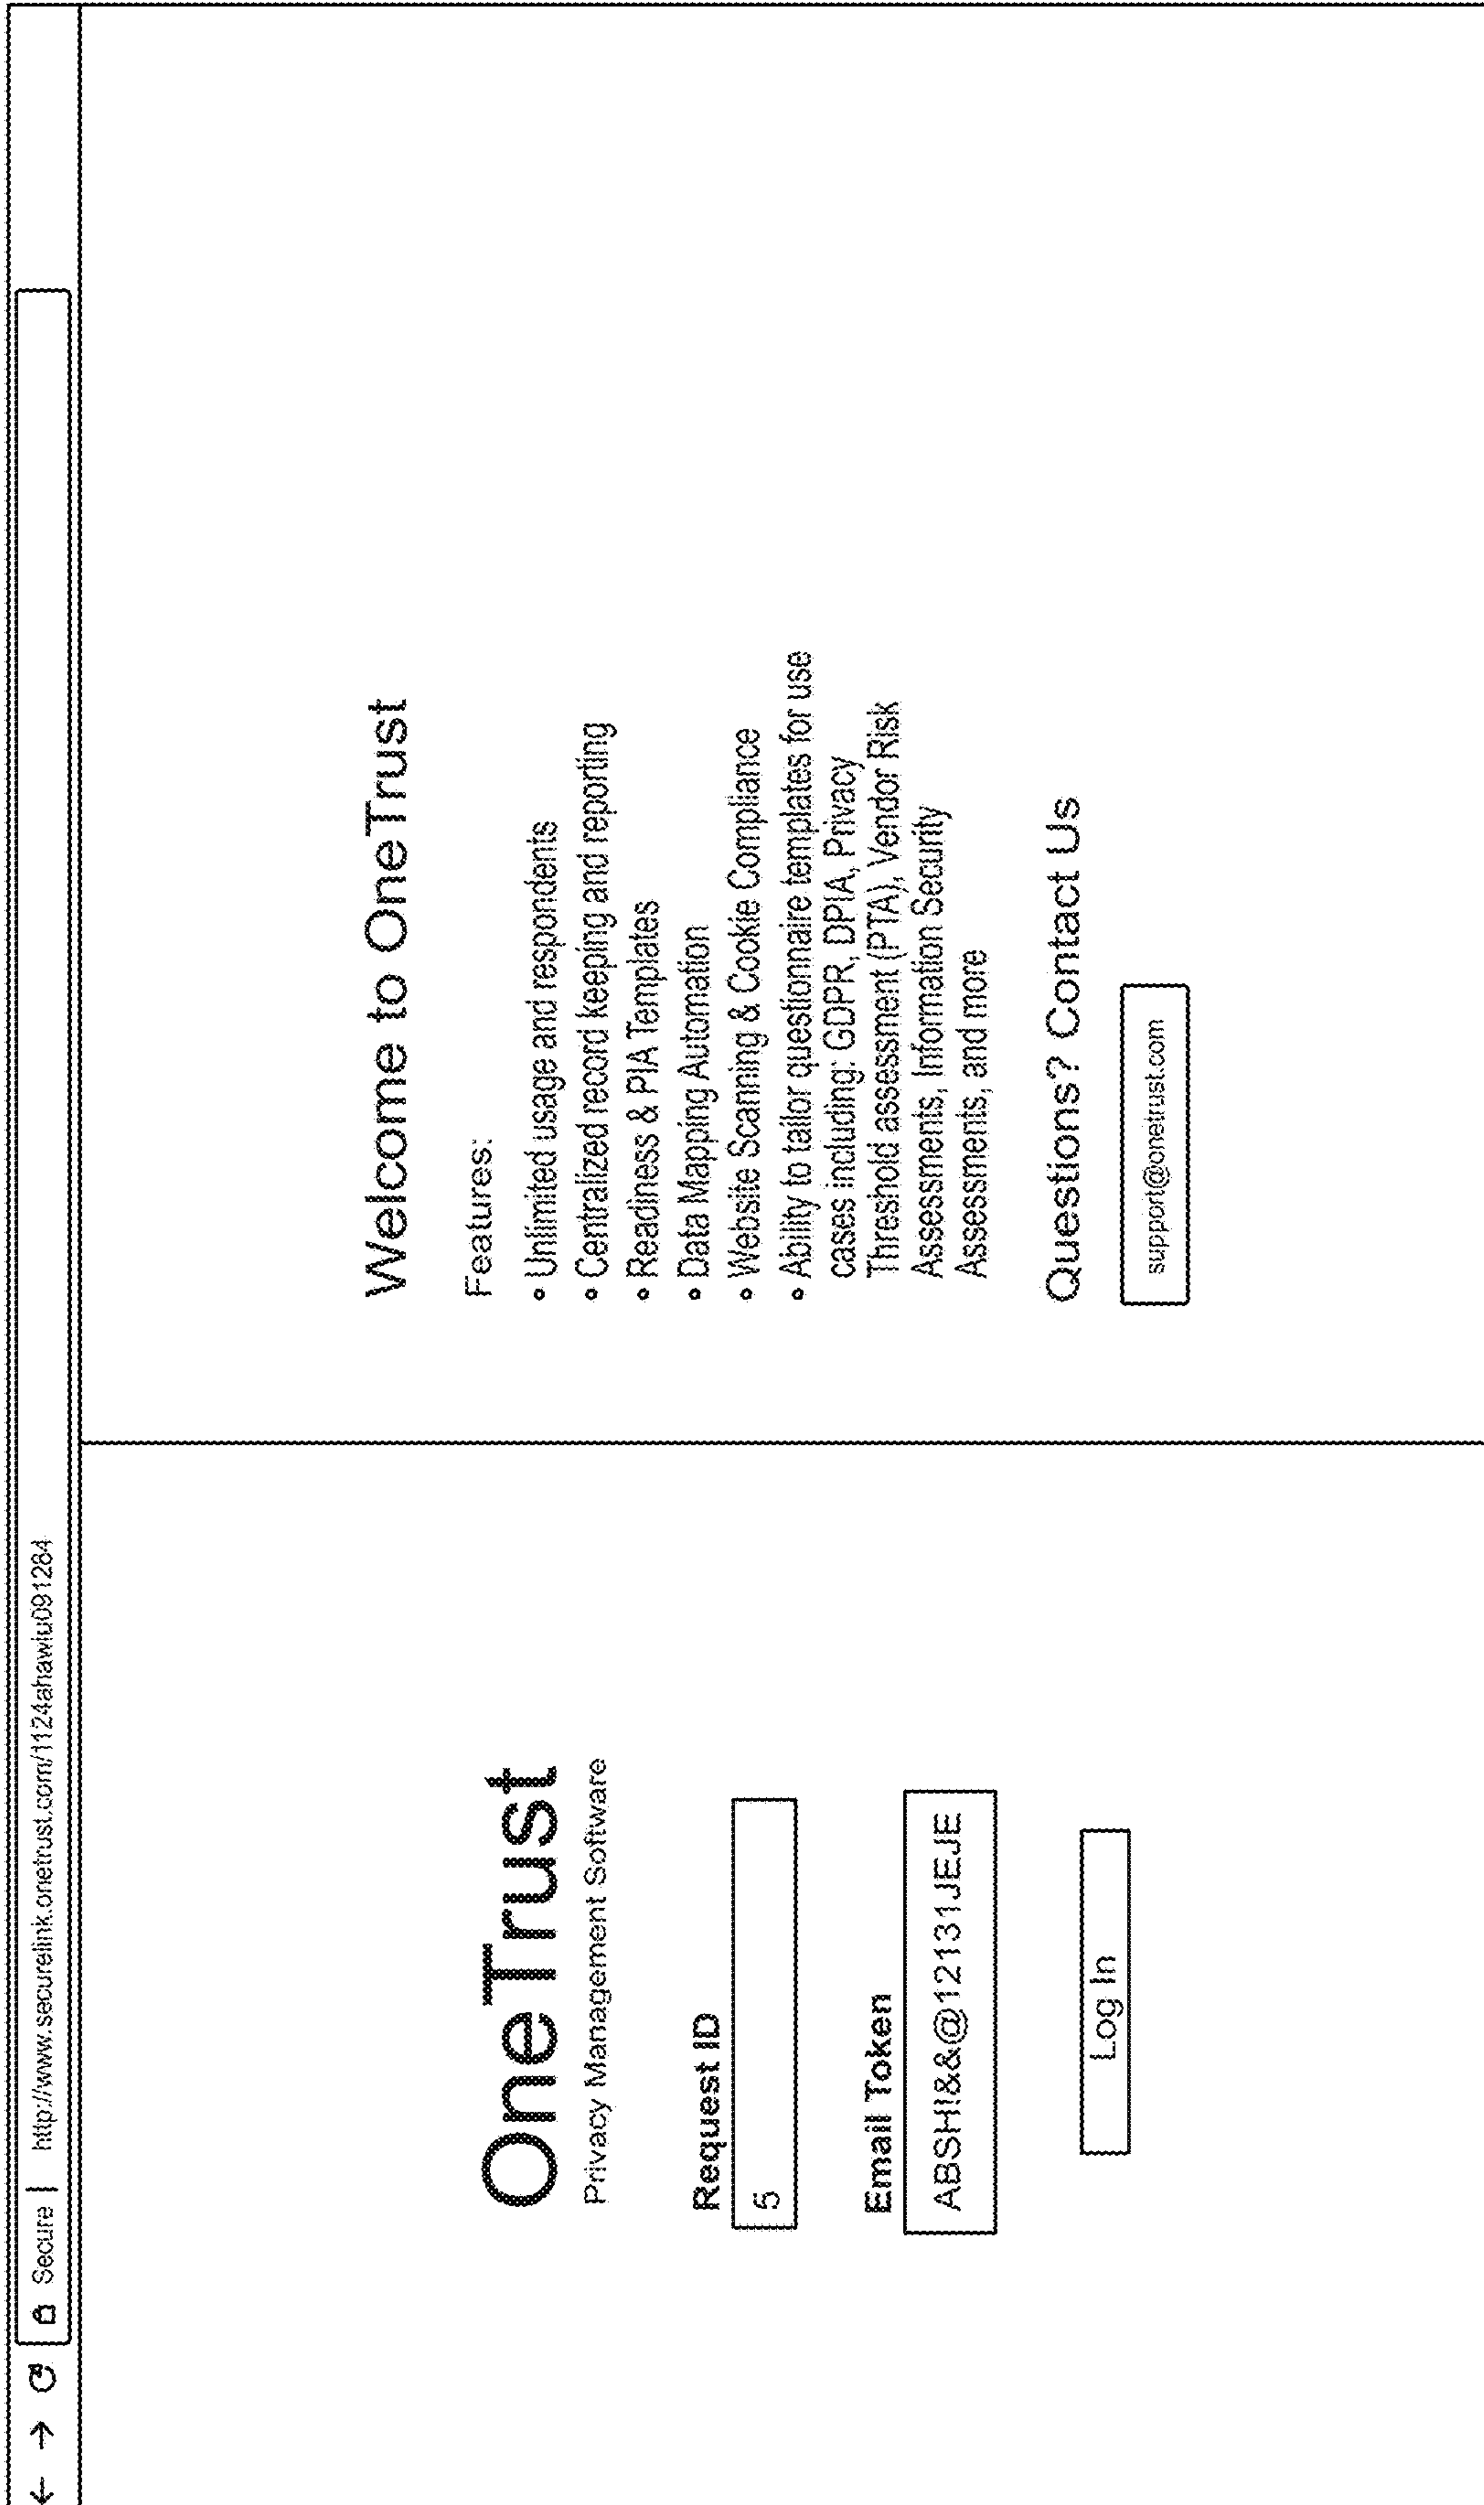 Secure | http://www.securelink.onetrust.com/1124ahawiu091284
OneTrust
Privacy Management Software
Request ID
5
Email Token
ABSHI&&@12131JEJE
Log In
Welcome to OneTrust
Features:
• Unlimited usage and respondents
• Centralized record keeping and reporting
• Readiness & PIA Templates
• Data Mapping Automation
• Website Scanning & Cookie Compliance
• Ability to tailor questionnaire templates for use
cases including: GDPR, DPIA, Privacy
Threshold assessment (PTA), Vendor Risk
Assessments, Information Security
Assessments, and more
Questions? Contact Us
support@onetrust.com